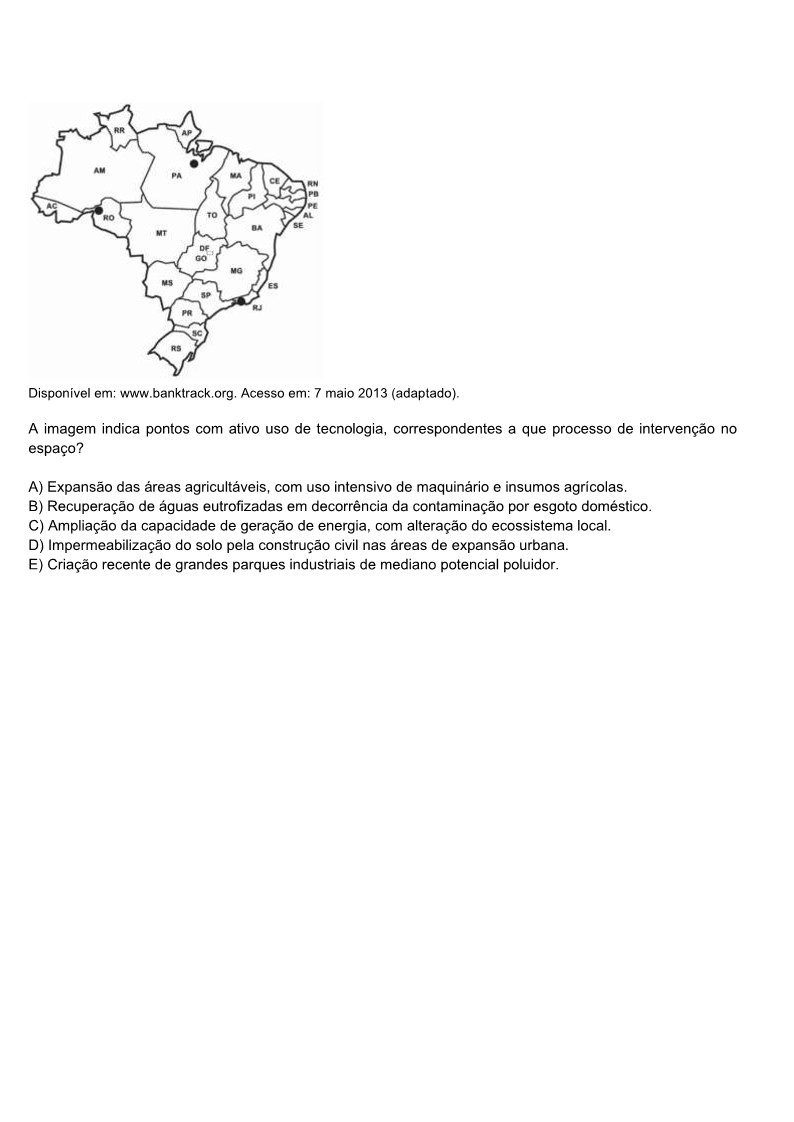 RR
AP
AM
PA
MA
CE
RN
PB
PE
AL
SE
PI
AC
RO
TO
BA
MT
DF
GO
MG
ES
MS
SP
RJ
PR
SC
RS
Disponível em: www.banktrack.org. Acesso em: 7 maio 2013 (adaptado).
A imagem indica pontos com ativo uso de tecnologia, correspondentes a que processo de intervenção no
espaço?
A) Expansão das áreas agricultáveis, com uso intensivo de maquinário e insumos agrícolas.
B) Recuperação de águas eutrofizadas em decorrência da contaminação por esgoto doméstico.
C) Ampliação da capacidade de geração de energia, com alteração do ecossistema local.
D) Impermeabilização do solo pela construção civil nas áreas de expansão urbana.
E) Criação recente de grandes parques industriais de mediano potencial poluidor.